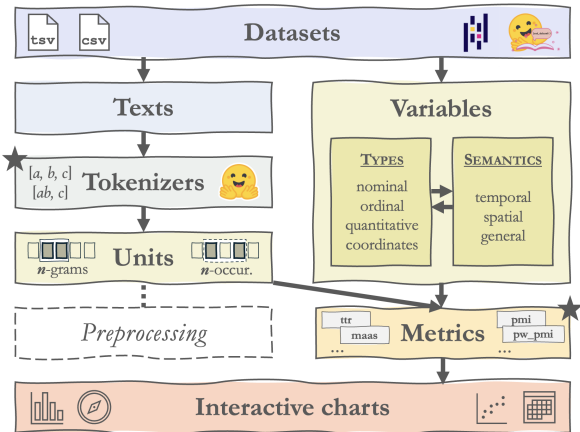 tsv
csv
Datasets
Texts
Variables
[a, b, c]
[ab, c]
Tokenizers
TYPES
nominal
ordinal
quantitative
coordinates
SEMANTICS
temporal
spatial
general
n-grams
Units
n-occur.
Preprocessing
ttr
maas
...
Metrics
pmi
pw_pmi
...
Interactive charts